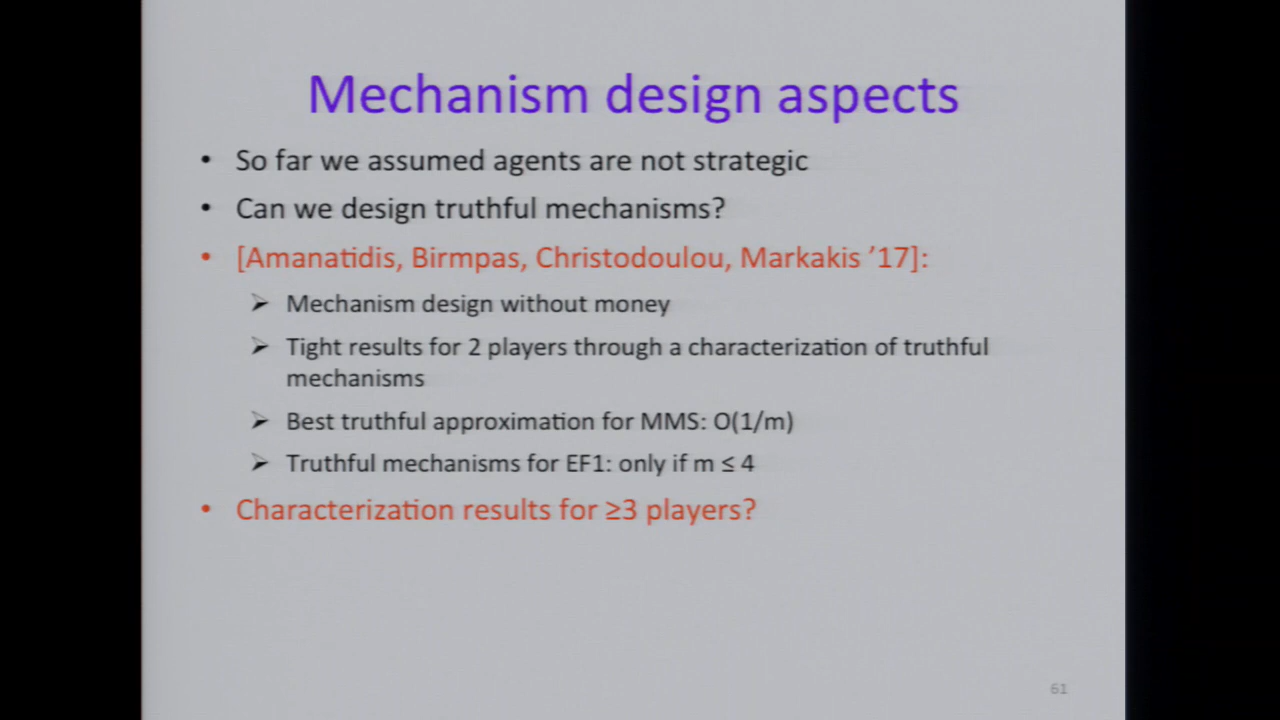 Mechanism design aspects
• So far we assumed agents are not strategic
• Can we design truthful mechanisms?
• [Amanatidis, Birmpas, Christodoulou, Markakis ’17]:
➢ Mechanism design without money
➢ Tight results for 2 players through a characterization of truthful
mechanisms
➢ Best truthful approximation for MMS: O(1/m)
➢ Truthful mechanisms for EF1: only if m ≤ 4
• Characterization results for ≥3 players?
61